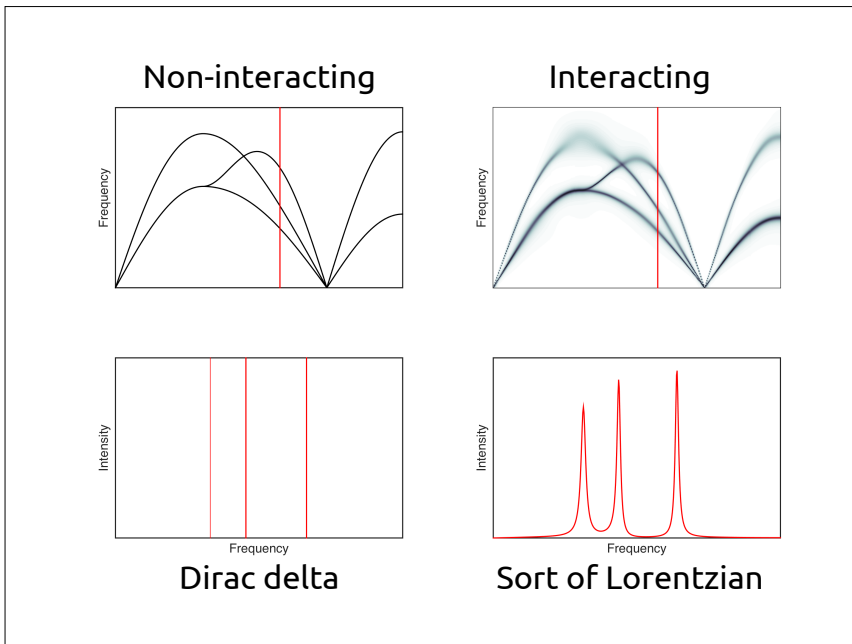 Non-interacting
Interacting
Frequency
Frequency
Intensity
Intensity
Frequency
Frequency
Dirac delta
Sort of Lorentzian